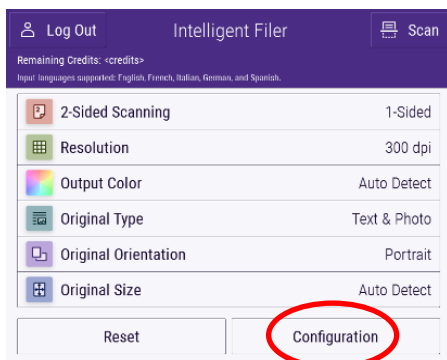 Log Out
Intelligent Filer
Scan
Remaining Credits: <credits>
Input languages supported: English, French, Italian, German, and Spanish.
2-Sided Scanning 1-Sided
Resolution 300 dpi
Output Color Auto Detect
Original Type Text & Photo
Original Orientation Portrait
Original Size Auto Detect
Reset Configuration